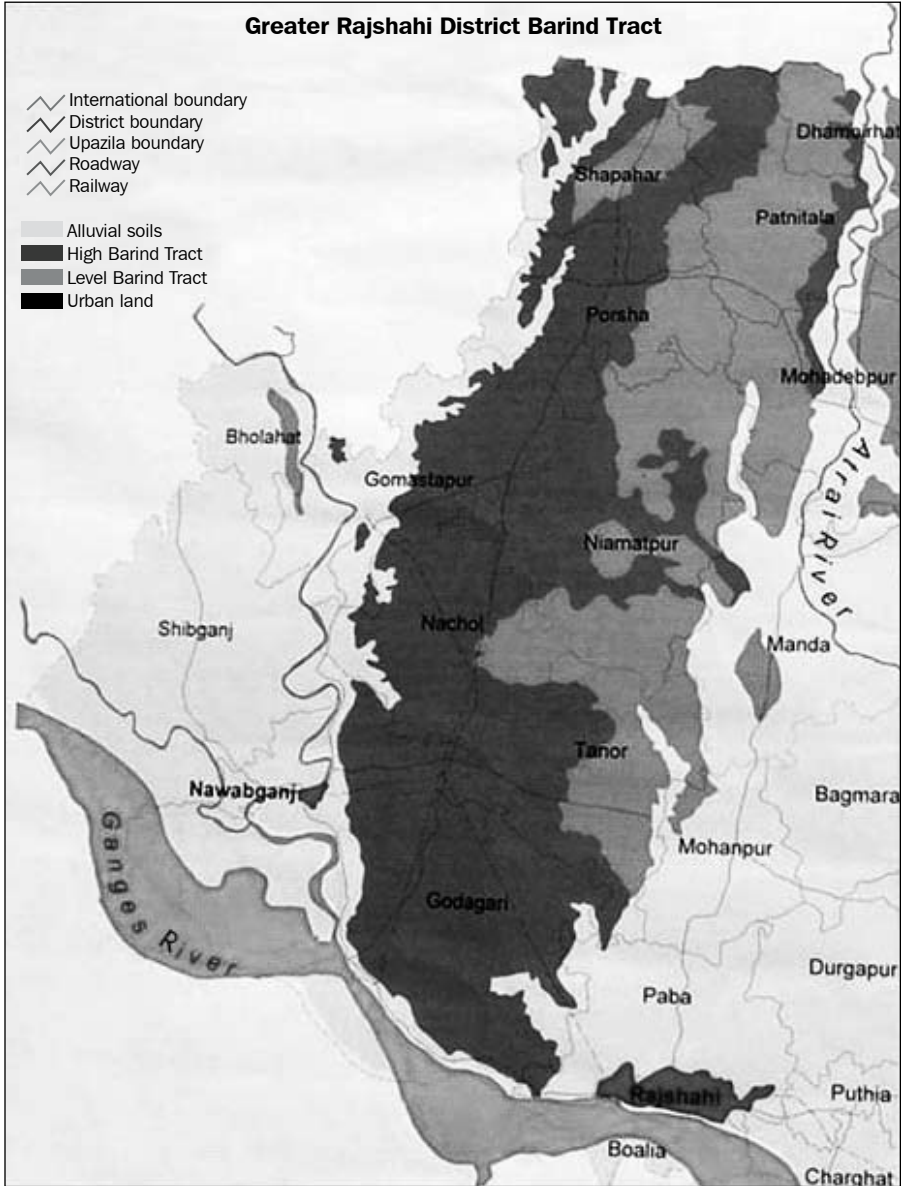 Greater Rajshahi District Barind Tract
International boundary
District boundary
Upazila boundary
Roadway
Railway
Alluvial soils
High Barind Tract
Level Barind Tract
Urban land
Dhamoirhat
Shapahar
Patnitala
Porsha
Mohadebpur
Bholahat
Gomastapur
Atrai River
Niamatpur
Nachol
Shibganj
Manda
Tanor
Nawabganj
Bagmara
Mohanpur
Ganges River
Godagari
Durgapur
Paba
Rajshahi
Puthia
Boalia
Charghat